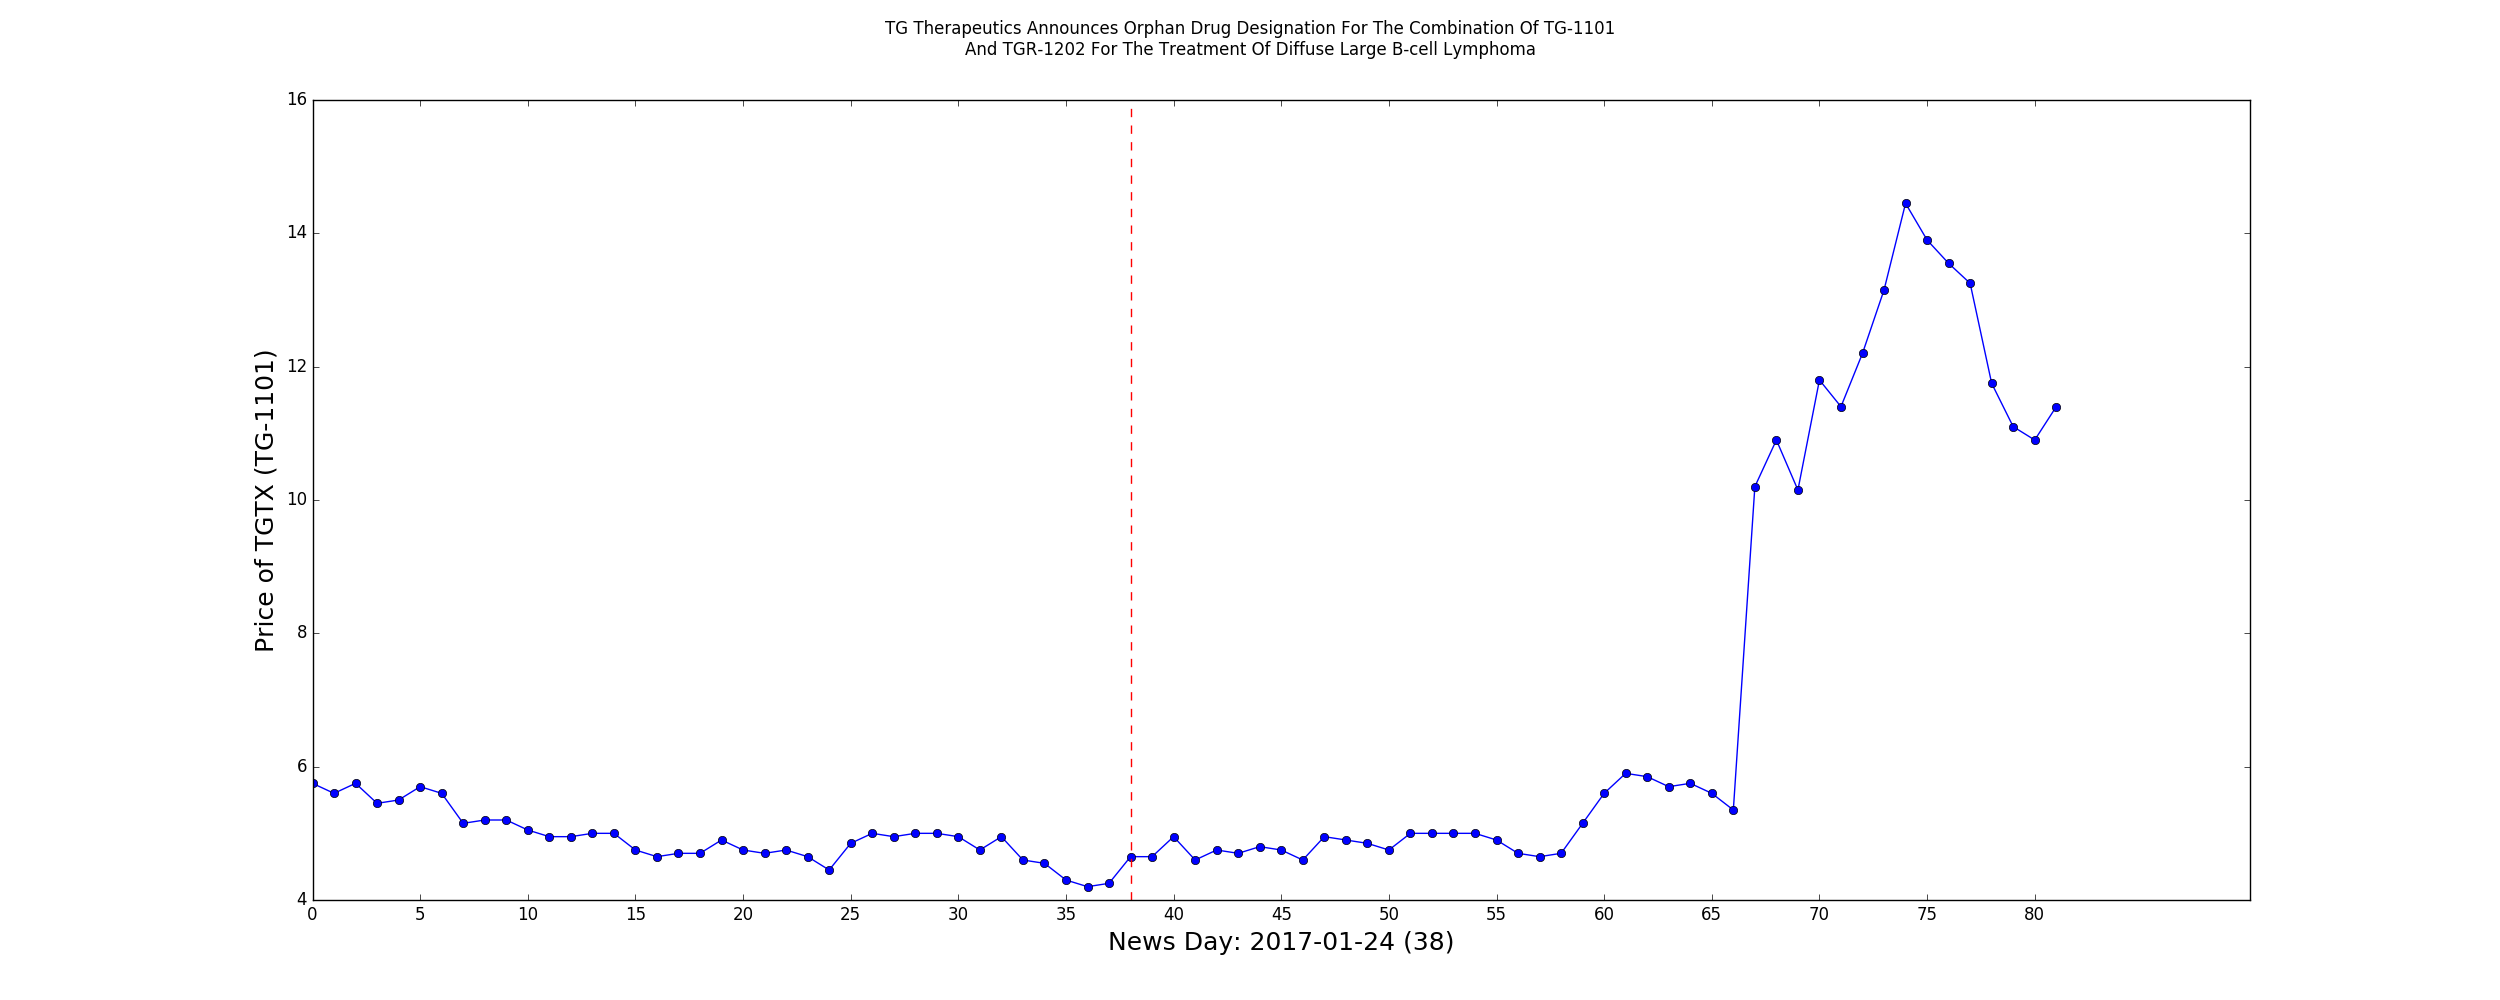 TG Therapeutics Announces Orphan Drug Designation For The Combination Of TG-1101
And TGR-1202 For The Treatment Of Diffuse Large B-cell Lymphoma
16
14
12
10
8
6
4
Price of TGTX (TG-1101)
0 5 10 15 20 25 30 35 40 45 50 55 60 65 70 75 80
News Day: 2017-01-24 (38)